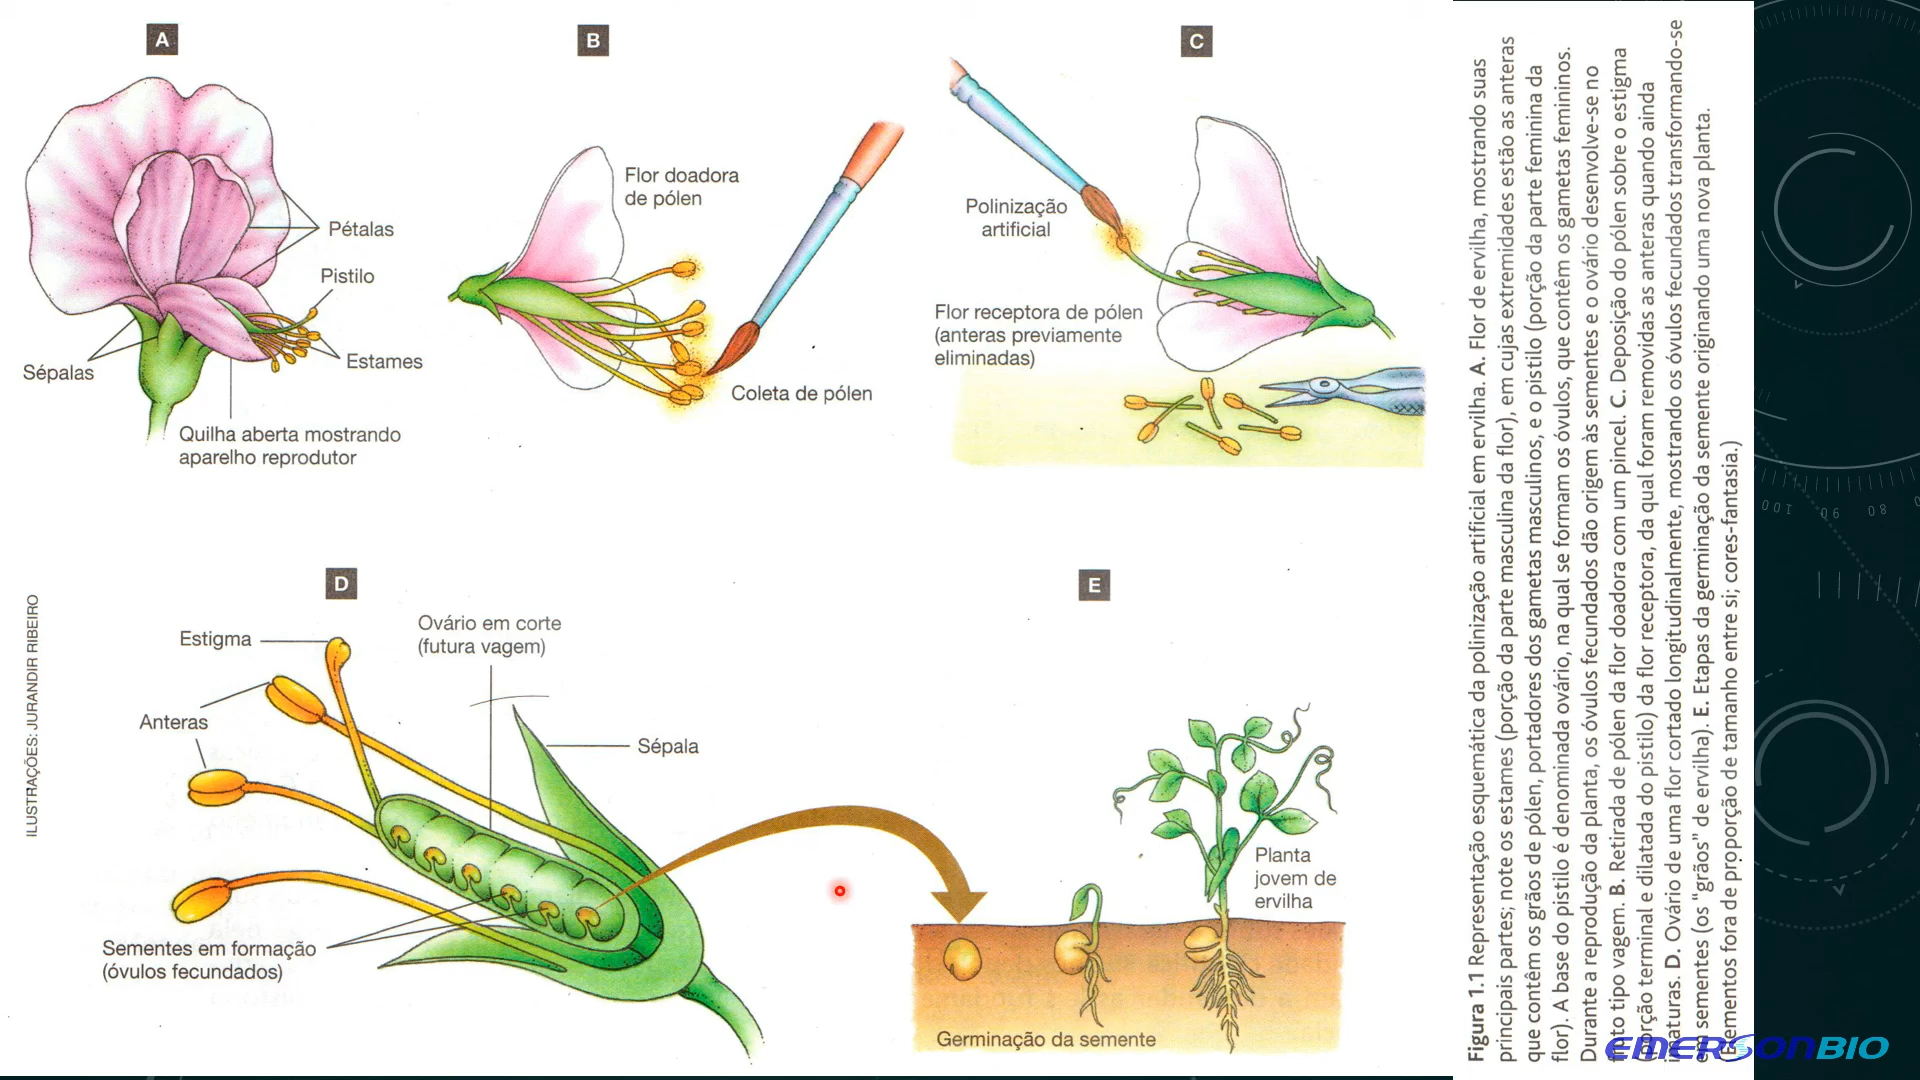 A
B
C
Flor doadora
de pólen
Pétalas
Pistilo
Estames
Sépalas
Quilha aberta mostrando
aparelho reprodutor
Coleta de pólen
Polinização
artificial
Flor receptora de pólen
(anteras previamente
eliminadas)
D
E
Estigma
Ovário em corte
(futura vagem)
Anteras
Sépala
Sementes em formação
(óvulos fecundados)
Planta
jovem de
ervilha
Germinação da semente
ILUSTRAÇÕES: JURANDIR RIBEIRO
Figura 1.1 Representação esquemática da polinização artificial em ervilha. A. Flor de ervilha, mostrando suas
principais partes; note os estames (porção da parte masculina da flor), em cujas extremidades estão as anteras
que contêm os grãos de pólen, portadores dos gametas masculinos, e o pistilo (porção da parte feminina da
flor). A base do pistilo é denominada ovário, na qual se formam os óvulos, que contêm os gametas femininos.
Durante a reprodução da planta, os óvulos fecundados dão origem às sementes e o ovário desenvolve-se no
tipo vagem. B. Retirada de pólen da flor doadora com um pincel. C. Deposição do pólen sobre o estigma
(porção terminal e dilatada do pistilo) da flor receptora, da qual foram removidas as anteras quando ainda
imaturas. D. Ovário de uma flor cortado longitudinalmente, mostrando os óvulos fecundados transformando-se
em sementes (os "grãos" de ervilha). E. Etapas da germinação da semente originando uma nova planta.
(Elementos fora de proporção de tamanho entre si; cores-fantasia.)
EMERSONBIO
100
90
80